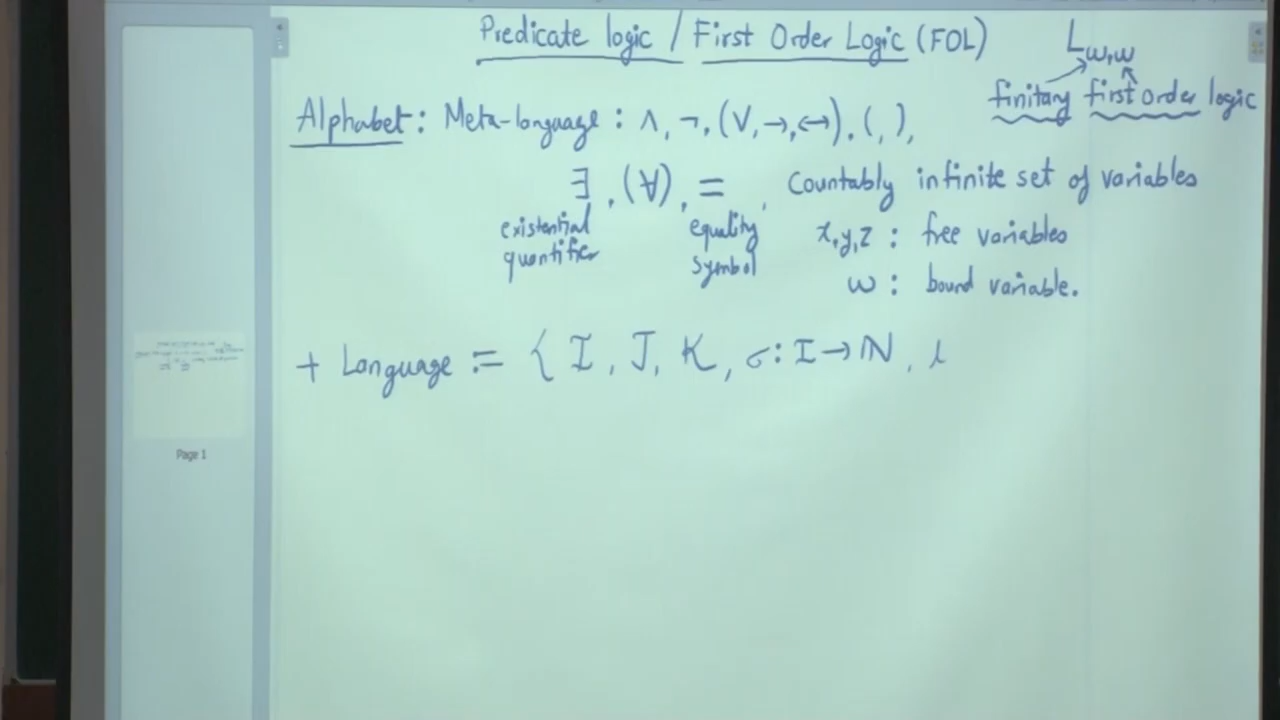 Predicate logic / First Order Logic (FOL)
L ω,ω
finitary first order logic
Alphabet : Meta-language : ∧, ¬, (∨, →, ↔), (, ),
∃, (∀), =, Countably infinite set of variables
existential quantifier
equality symbol
x, y, z : free variables
w : bound variable.
+ Language := { I, J, K, σ: I → ℕ,
Page 1